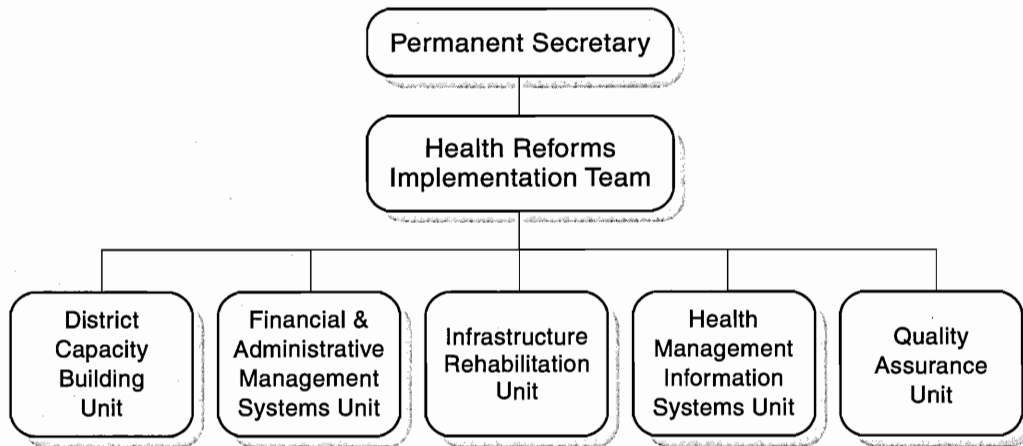 Permanent Secretary
Health Reforms
Implementation Team
District
Capacity
Building
Unit
Financial &
Administrative
Management
Systems Unit
Infrastructure
Rehabilitation
Unit
Health
Management
Information
Systems Unit
Quality
Assurance
Unit